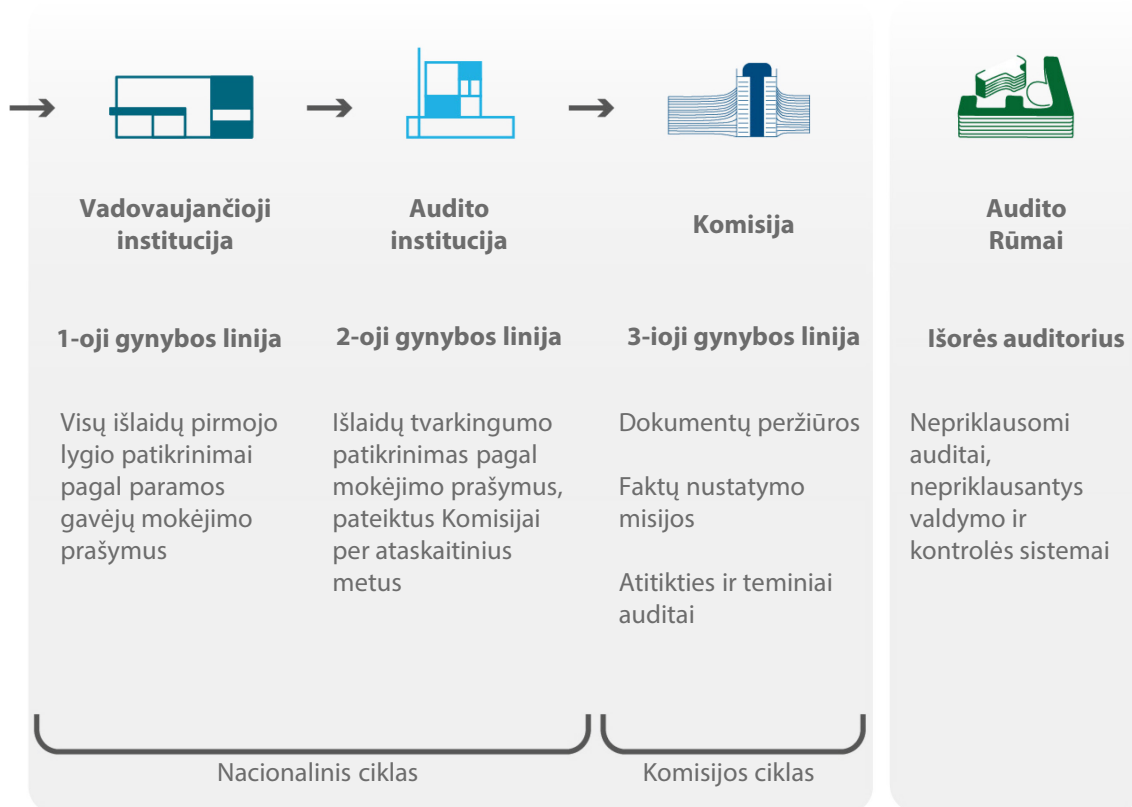 Vadovaujančioji
institucija
1-oji gynybos linija
Visų išlaidų pirmojo
lygio patikrinimai
pagal paramos
gavėjų mokėjimo
prašymus
Audito
institucija
2-oji gynybos linija
Išlaidų tvarkingumo
patikrinimas pagal
mokėjimo prašymus,
pateiktus Komisijai
per ataskaitinius
metus
Komisija
3-ioji gynybos linija
Dokumentų peržiūros
Faktų nustatymo
misijos
Atitikties ir teminiai
auditai
Nacionalinis ciklas
Komisijos ciklas
Audito
Rūmai
Išorės auditorius
Nepriklausomi
auditai,
nepriklausantys
valdymo ir
kontrolės sistemai